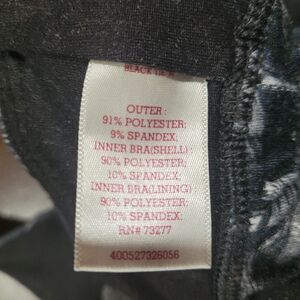 BLACK TIE
OUTER :
91% POLYESTER;
9% SPANDEX;
INNER BRA(SHELL) :
90% POLYESTER;
10% SPANDEX;
INNER BRA(LINING) :
90% POLYESTER;
10% SPANDEX;
RN# 73277
400527326056